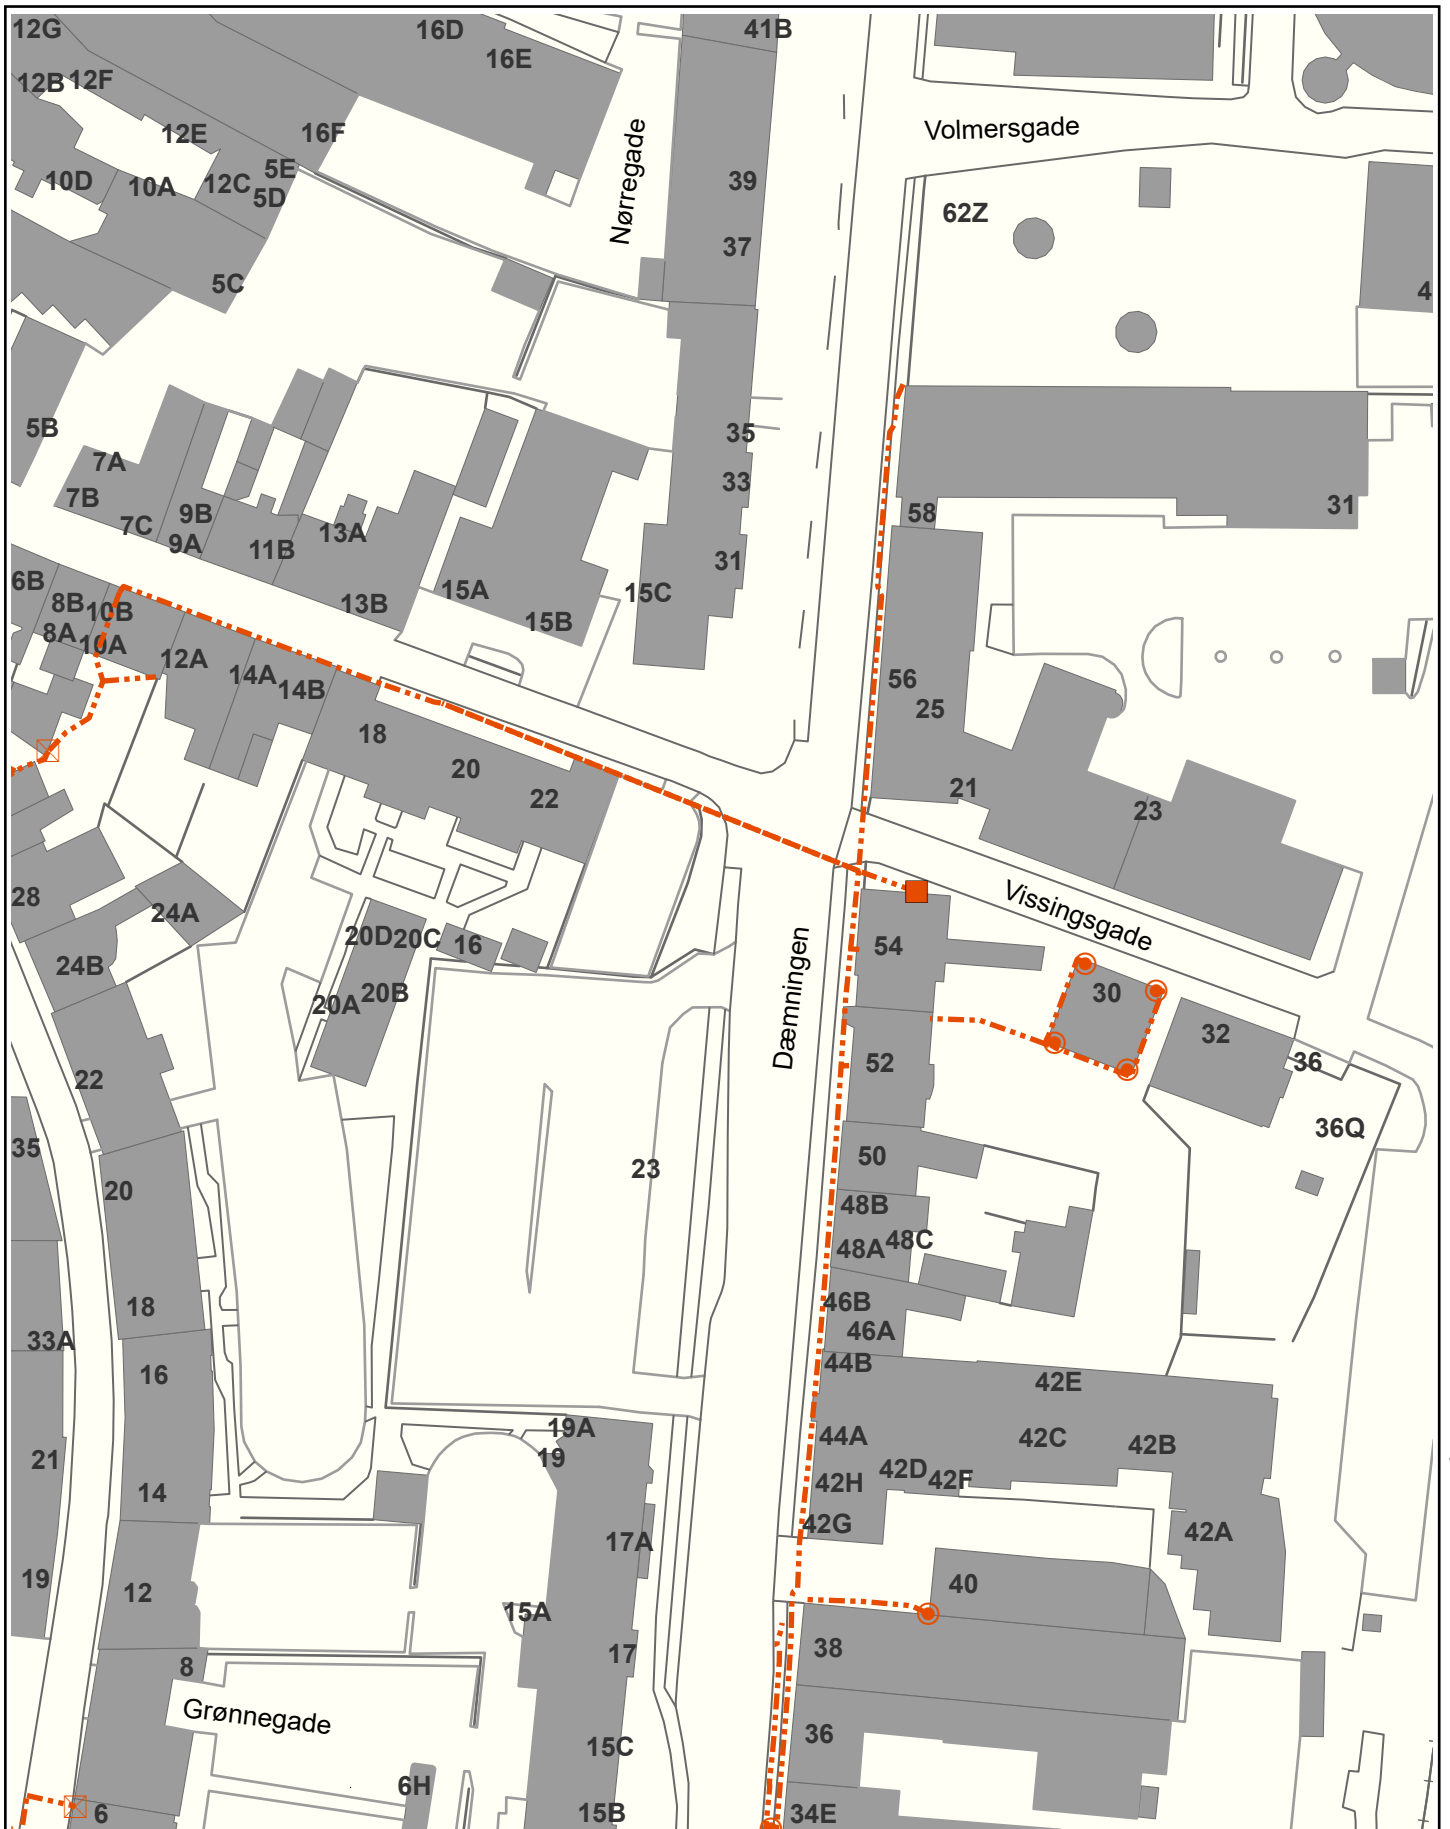 12G
16D
41B
16E
12B
12F
12E
16F
Volmersgade
5E
10D
10A
12C
5D
39
Nørregade
62Z
37
5C
4
5B
35
7A
33
7B
9B
58
31
7C
9A
13A
11B
31
6B
8B
10B
13B
15A
15C
8A
10A
15B
12A
14A
14B
56
25
18
20
22
21
23
28
24A
Vissingsgade
20D
20C
16
54
24B
20A
20B
30
Dæmningen
32
22
52
36
36Q
35
50
23
20
48B
48A
48C
18
46B
33A
46A
16
44B
42E
19A
44A
42C
42B
21
19
42D
42F
14
42H
42G
17A
42A
19
12
40
15A
38
17
8
Grønnegade
36
15C
6H
6
15B
34E